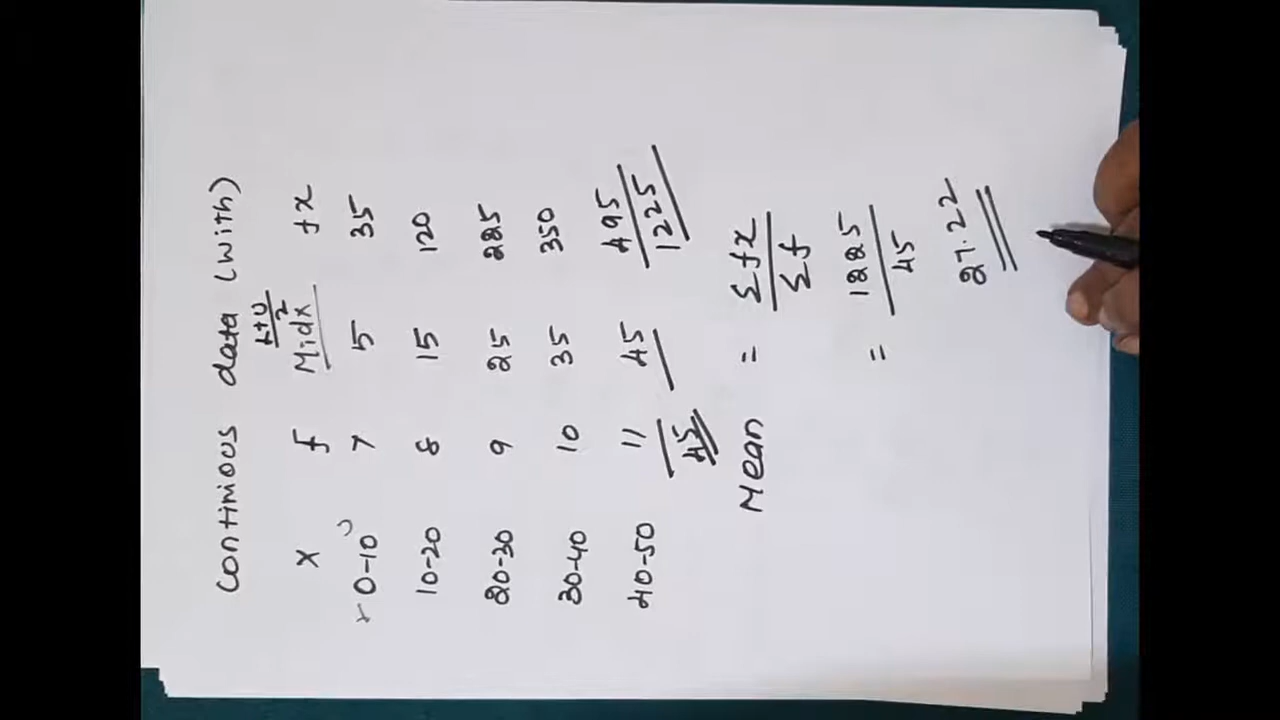 Continious data (with)
L+U
2
X f Midx fx
L U
0-10 7 5 35
10-20 8 15 120
20-30 9 25 225
30-40 10 35 350
40-50 11 45 495
45 1225
Mean = Σfx
Σf
= 1225
45
27.22